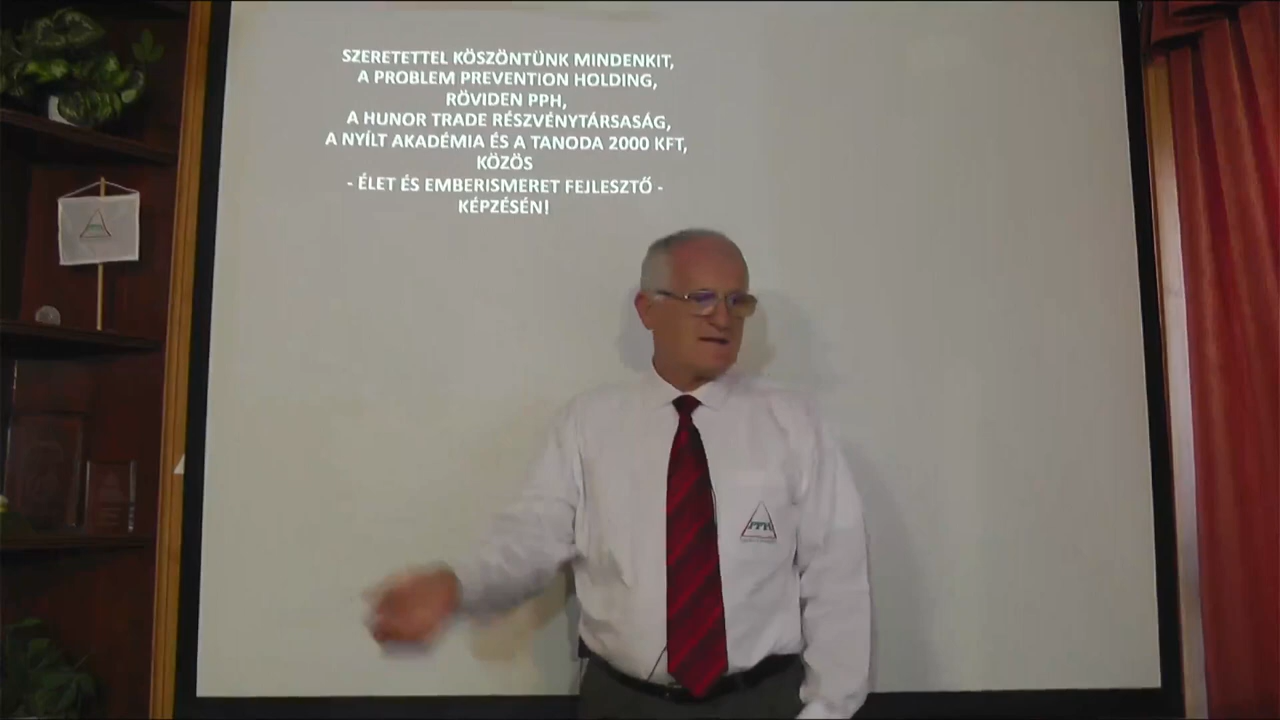 SZERETETTEL KÖSZÖNTÜNK MINDENKIT,
A PROBLEM PREVENTION HOLDING,
RÖVIDEN PPH,
A HUNOR TRADE RÉSZVÉNYTÁRSASÁG,
A NYÍLT AKADÉMIA ÉS A TANODA 2000 KFT,
KÖZÖS
- ÉLET ÉS EMBERISMERET FEJLESZTŐ -
KÉPZÉSÉN!
PPH